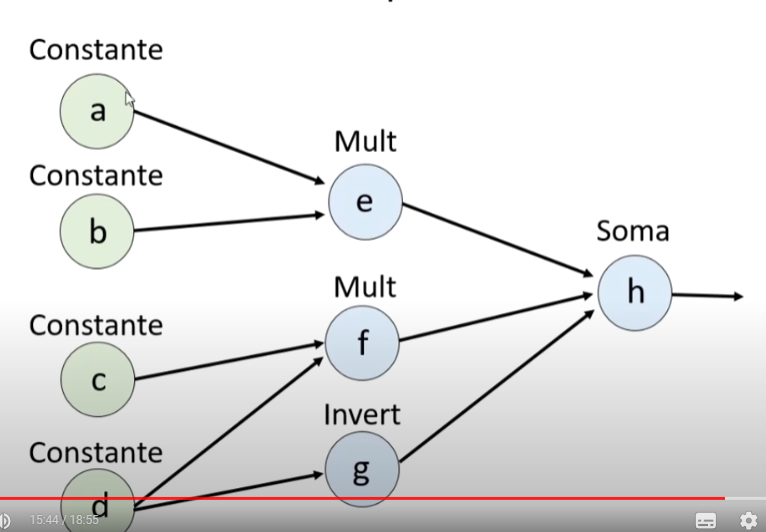 Constante
a
Mult
Constante
e
b
Soma
Mult
h
Constante
f
c
Invert
Constante
g
d
15:44 / 18:55